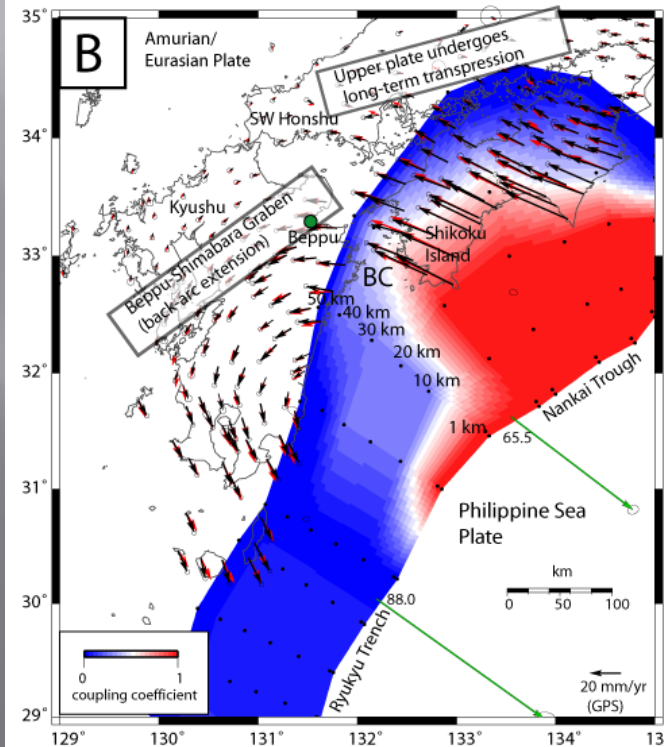 B
Amurian/
Eurasian Plate
Upper plate undergoes
long-term transpression
SW Honshu
Kyushu
Beppu
Beppu-Shimabara Graben
(back arc extension)
Shikoku
Island
BC
50 km
40 km
30 km
20 km
10 km
1 km
65.5
Nankai Trough
Philippine Sea
Plate
km
0 50 100
88.0
Ryukyu Trench
20 mm/yr
(GPS)
0 1
coupling coefficient
35°
34°
33°
32°
31°
30°
29°
129° 130° 131° 132° 133° 134° 13